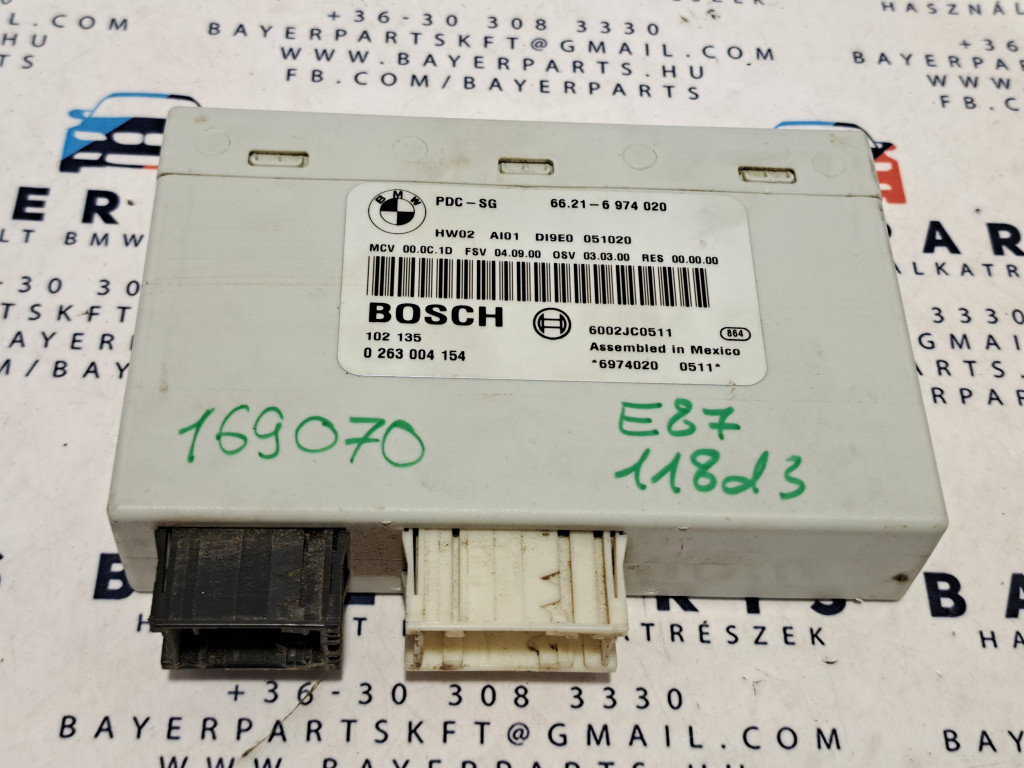 +36-30 308 3330
BAYERPARTSKFT@GMAIL.COM
WWW.BAYERPARTS.HU
FB.COM/BAYERPARTS
BMW
PDC-SG 66.21-6 974 020
HW02 AI01 DI9E0 051020
MCV 00.0C.1D FSV 04.09.00 OSV 03.03.00 RES 00.00.00
BOSCH
6002JC0511 864
102 135
Assembled in Mexico
0 263 004 154
*6974020 0511*
169070
E87
118d3
+36-30 308 3330
BAYERPARTSKFT@GMAIL.COM